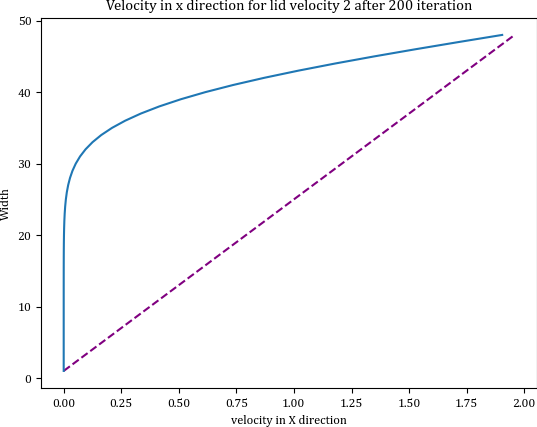 Velocity in x direction for lid velocity 2 after 200 iteration
50
40
30
20
10
0
Width
0.00 0.25 0.50 0.75 1.00 1.25 1.50 1.75 2.00
velocity in X direction